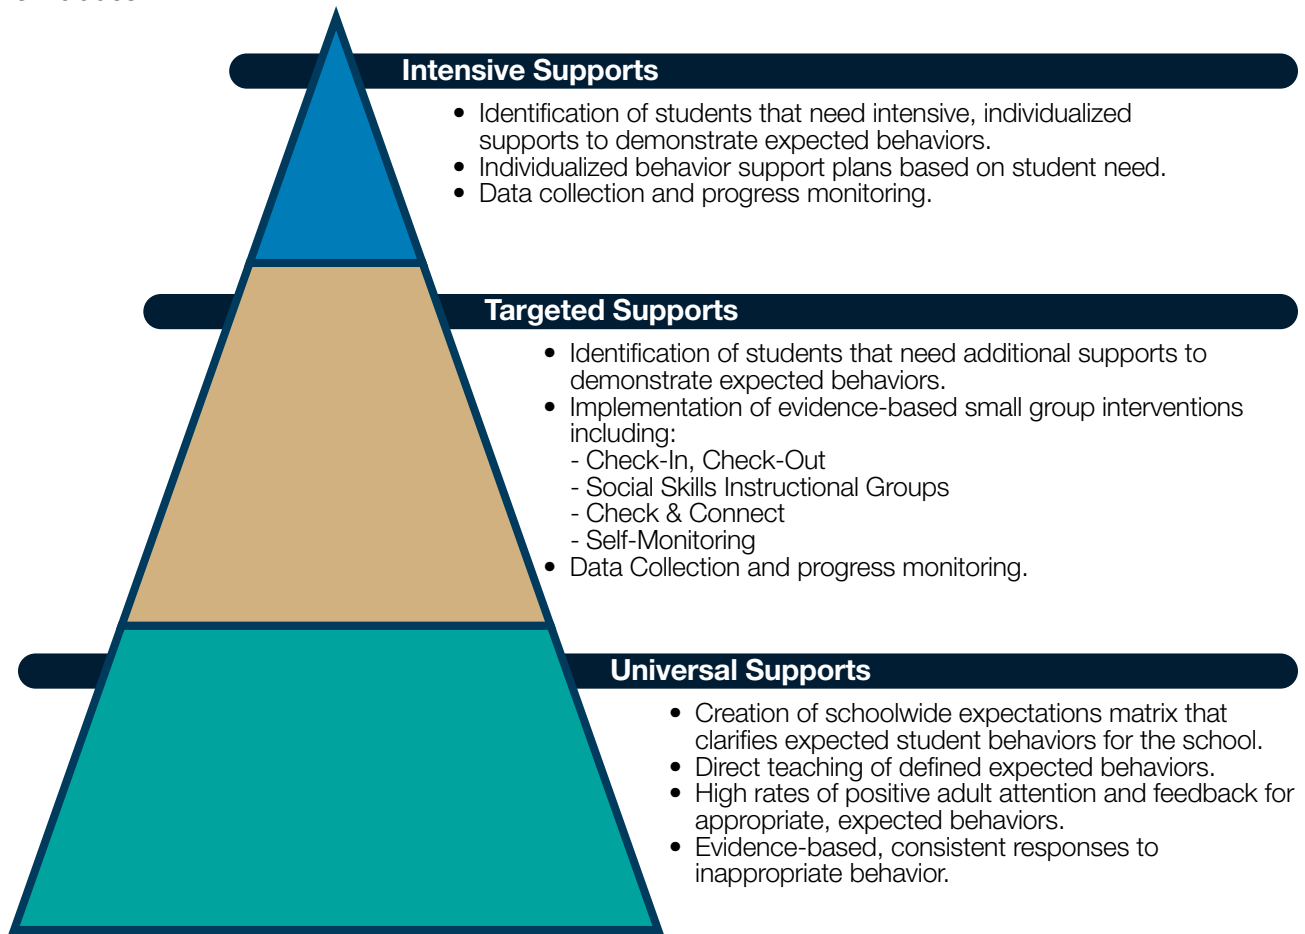 Intensive Supports
• Identification of students that need intensive, individualized
supports to demonstrate expected behaviors.
• Individualized behavior support plans based on student need.
• Data collection and progress monitoring.
Targeted Supports
• Identification of students that need additional supports to
demonstrate expected behaviors.
• Implementation of evidence-based small group interventions
including:
- Check-In, Check-Out
- Social Skills Instructional Groups
- Check & Connect
- Self-Monitoring
• Data Collection and progress monitoring.
Universal Supports
• Creation of schoolwide expectations matrix that
clarifies expected student behaviors for the school.
• Direct teaching of defined expected behaviors.
• High rates of positive adult attention and feedback for
appropriate, expected behaviors.
• Evidence-based, consistent responses to
inappropriate behavior.